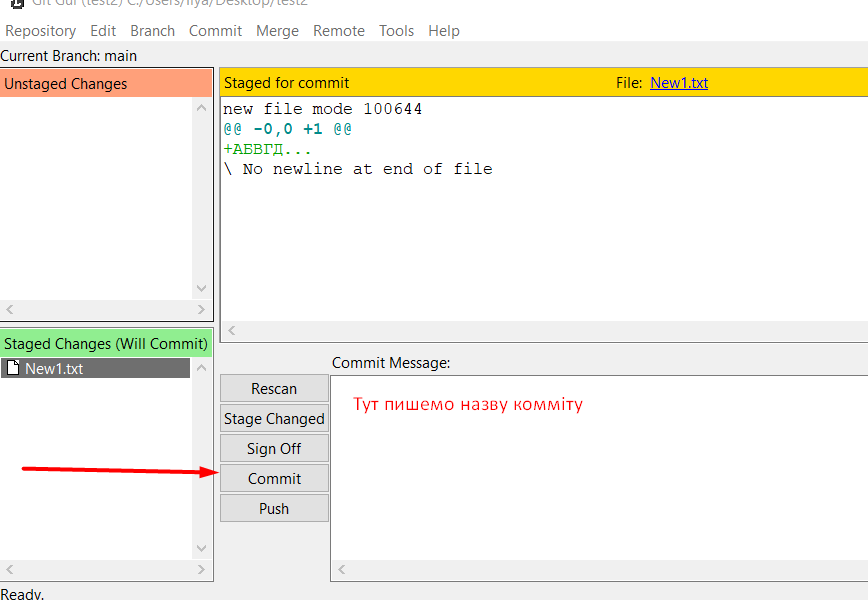 Git Gui (test2) C:/Users/Ilya/Desktop/test2
Repository Edit Branch Commit Merge Remote Tools Help
Current Branch: main
Unstaged Changes
Staged for commit File: New1.txt
new file mode 100644
@@ -0,0 +1 @@
+АБВГД...
\ No newline at end of file
Staged Changes (Will Commit)
New1.txt
Commit Message:
Rescan
Stage Changed
Sign Off
Commit
Push
Тут пишемо назву комміту
Ready.